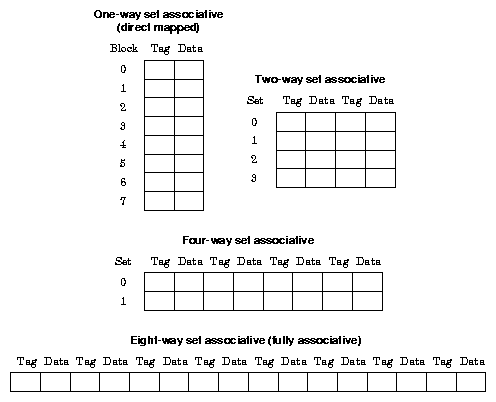 One-way set associative
(direct mapped)
Block Tag Data
0
1
2
3
4
5
6
7
Two-way set associative
Set Tag Data Tag Data
0
1
2
3
Four-way set associative
Set Tag Data Tag Data Tag Data Tag Data
0
1
Eight-way set associative (fully associative)
Tag Data Tag Data Tag Data Tag Data Tag Data Tag Data Tag Data Tag Data